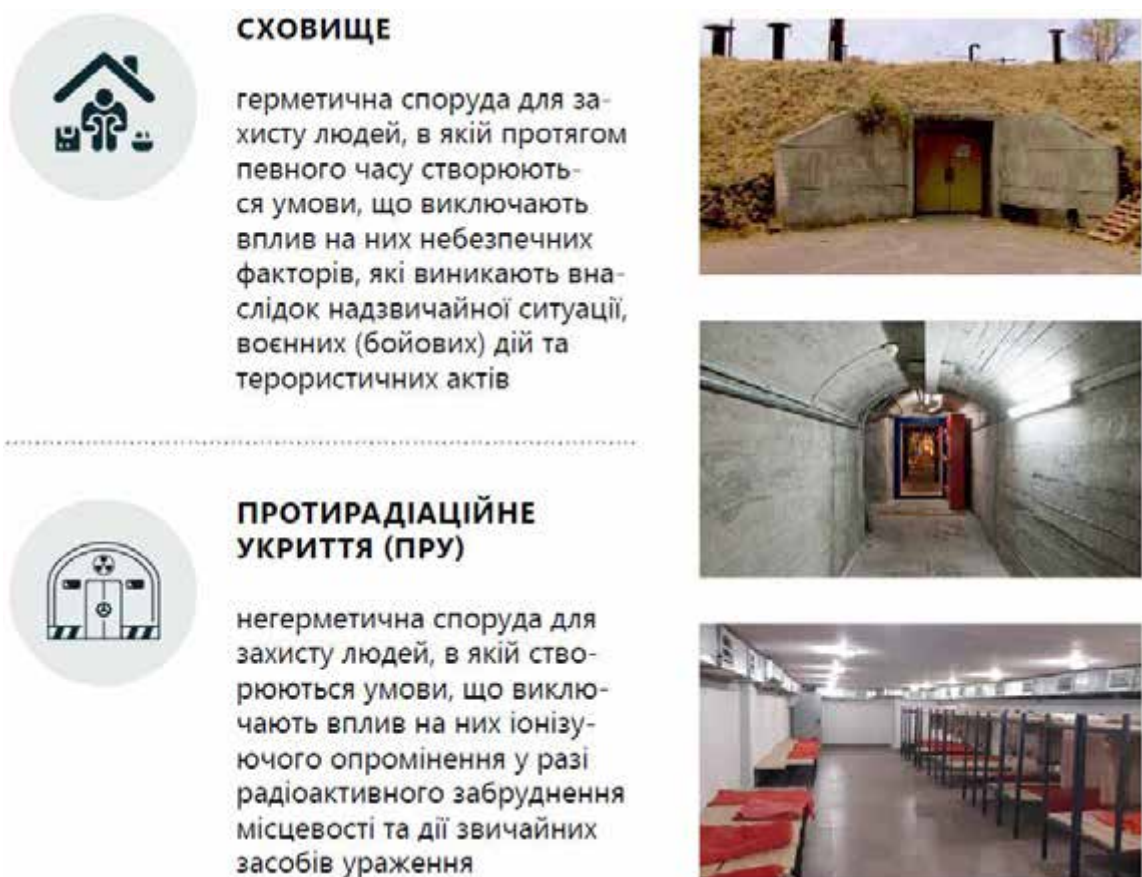 СХОВИЩЕ
герметична споруда для за-
хисту людей, в якій протягом
певного часу створюють-
ся умови, що виключають
вплив на них небезпечних
факторів, які виникають вна-
слідок надзвичайної ситуації,
воєнних (бойових) дій та
терористичних актів
ПРОТИРАДІАЦІЙНЕ
УКРИТТЯ (ПРУ)
негерметична споруда для
захисту людей, в якій ство-
рюються умови, що виклю-
чають вплив на них іонізу-
ючого опромінення у разі
радіоактивного забруднення
місцевості та дії звичайних
засобів ураження